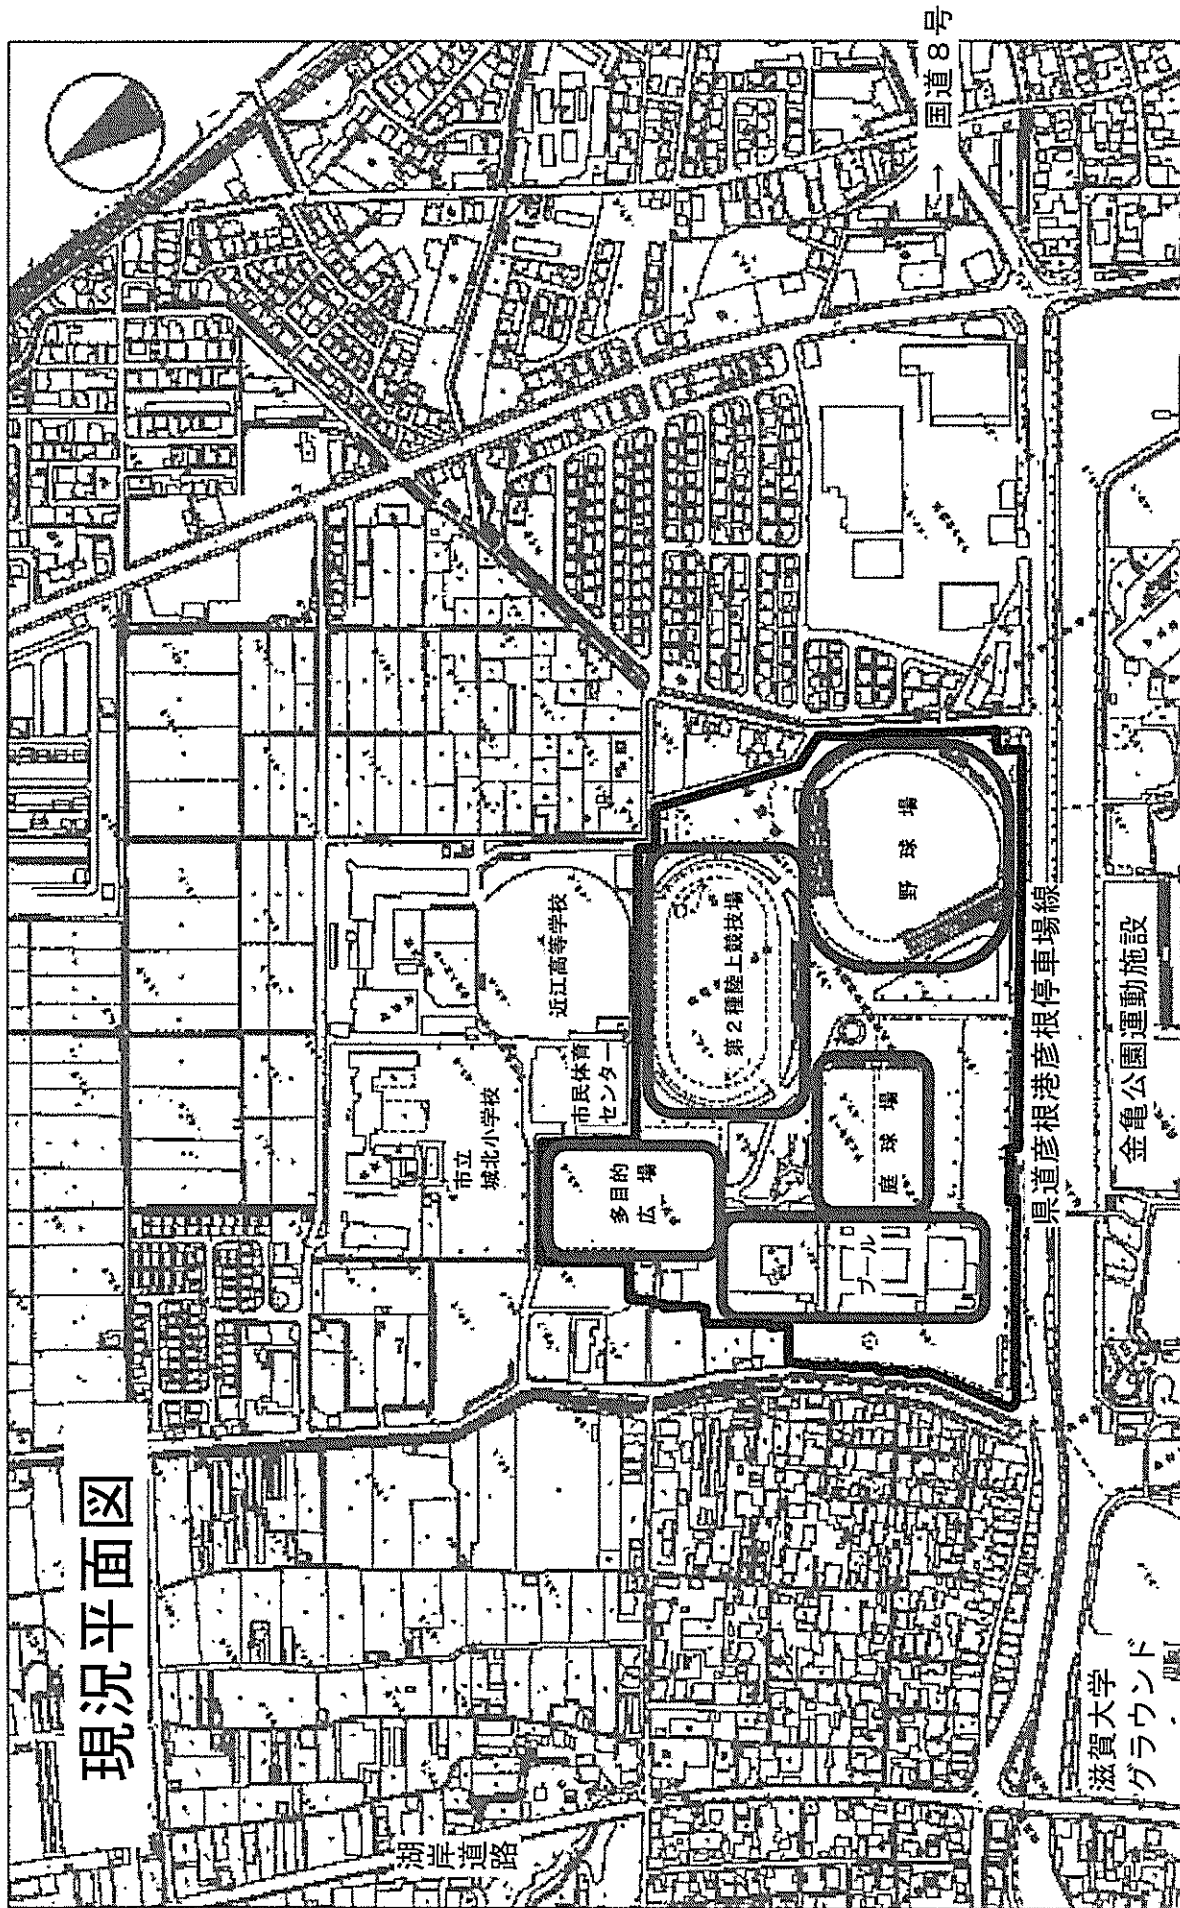 現況平面図
湖岸道路
市立
城北小学校
近江高等学校
市民体育
センター
多目的
広場
第2種陸上競技場
野球場
庭球場
プール
県道彦根港彦根停車場線
金亀公園運動施設
滋賀大学
グラウンド
→ 国道8号